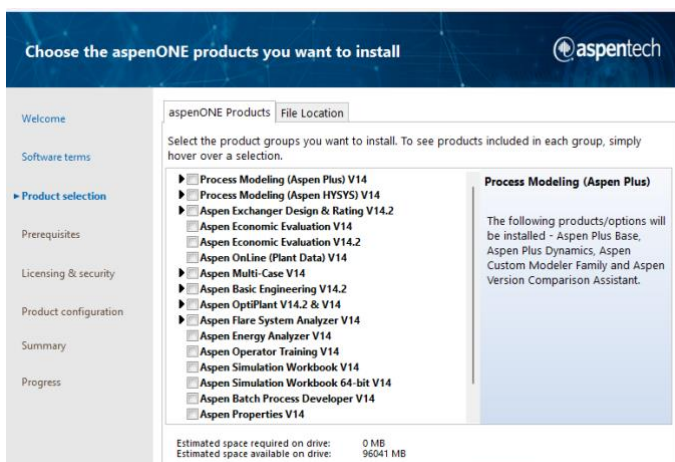 Choose the aspenONE products you want to install
aspentech
Welcome
Software terms
Product selection
Prerequisites
Licensing & security
Product configuration
Summary
Progress
aspenONE Products
File Location
Select the product groups you want to install. To see products included in each group, simply
hover over a selection.
Process Modeling (Aspen Plus) V14
Process Modeling (Aspen HYSYS) V14
Aspen Exchanger Design & Rating V14.2
Aspen Economic Evaluation V14
Aspen Economic Evaluation V14.2
Aspen OnLine (Plant Data) V14
Aspen Multi-Case V14
Aspen Basic Engineering V14.2
Aspen OptiPlant V14.2 & V14
Aspen Flare System Analyzer V14
Aspen Energy Analyzer V14
Aspen Operator Training V14
Aspen Simulation Workbook V14
Aspen Simulation Workbook 64-bit V14
Aspen Batch Process Developer V14
Aspen Properties V14
Process Modeling (Aspen Plus)
The following products/options will
be installed - Aspen Plus Base,
Aspen Plus Dynamics, Aspen
Custom Modeler Family and Aspen
Version Comparison Assistant.
Estimated space required on drive: 0 MB
Estimated space available on drive: 96041 MB